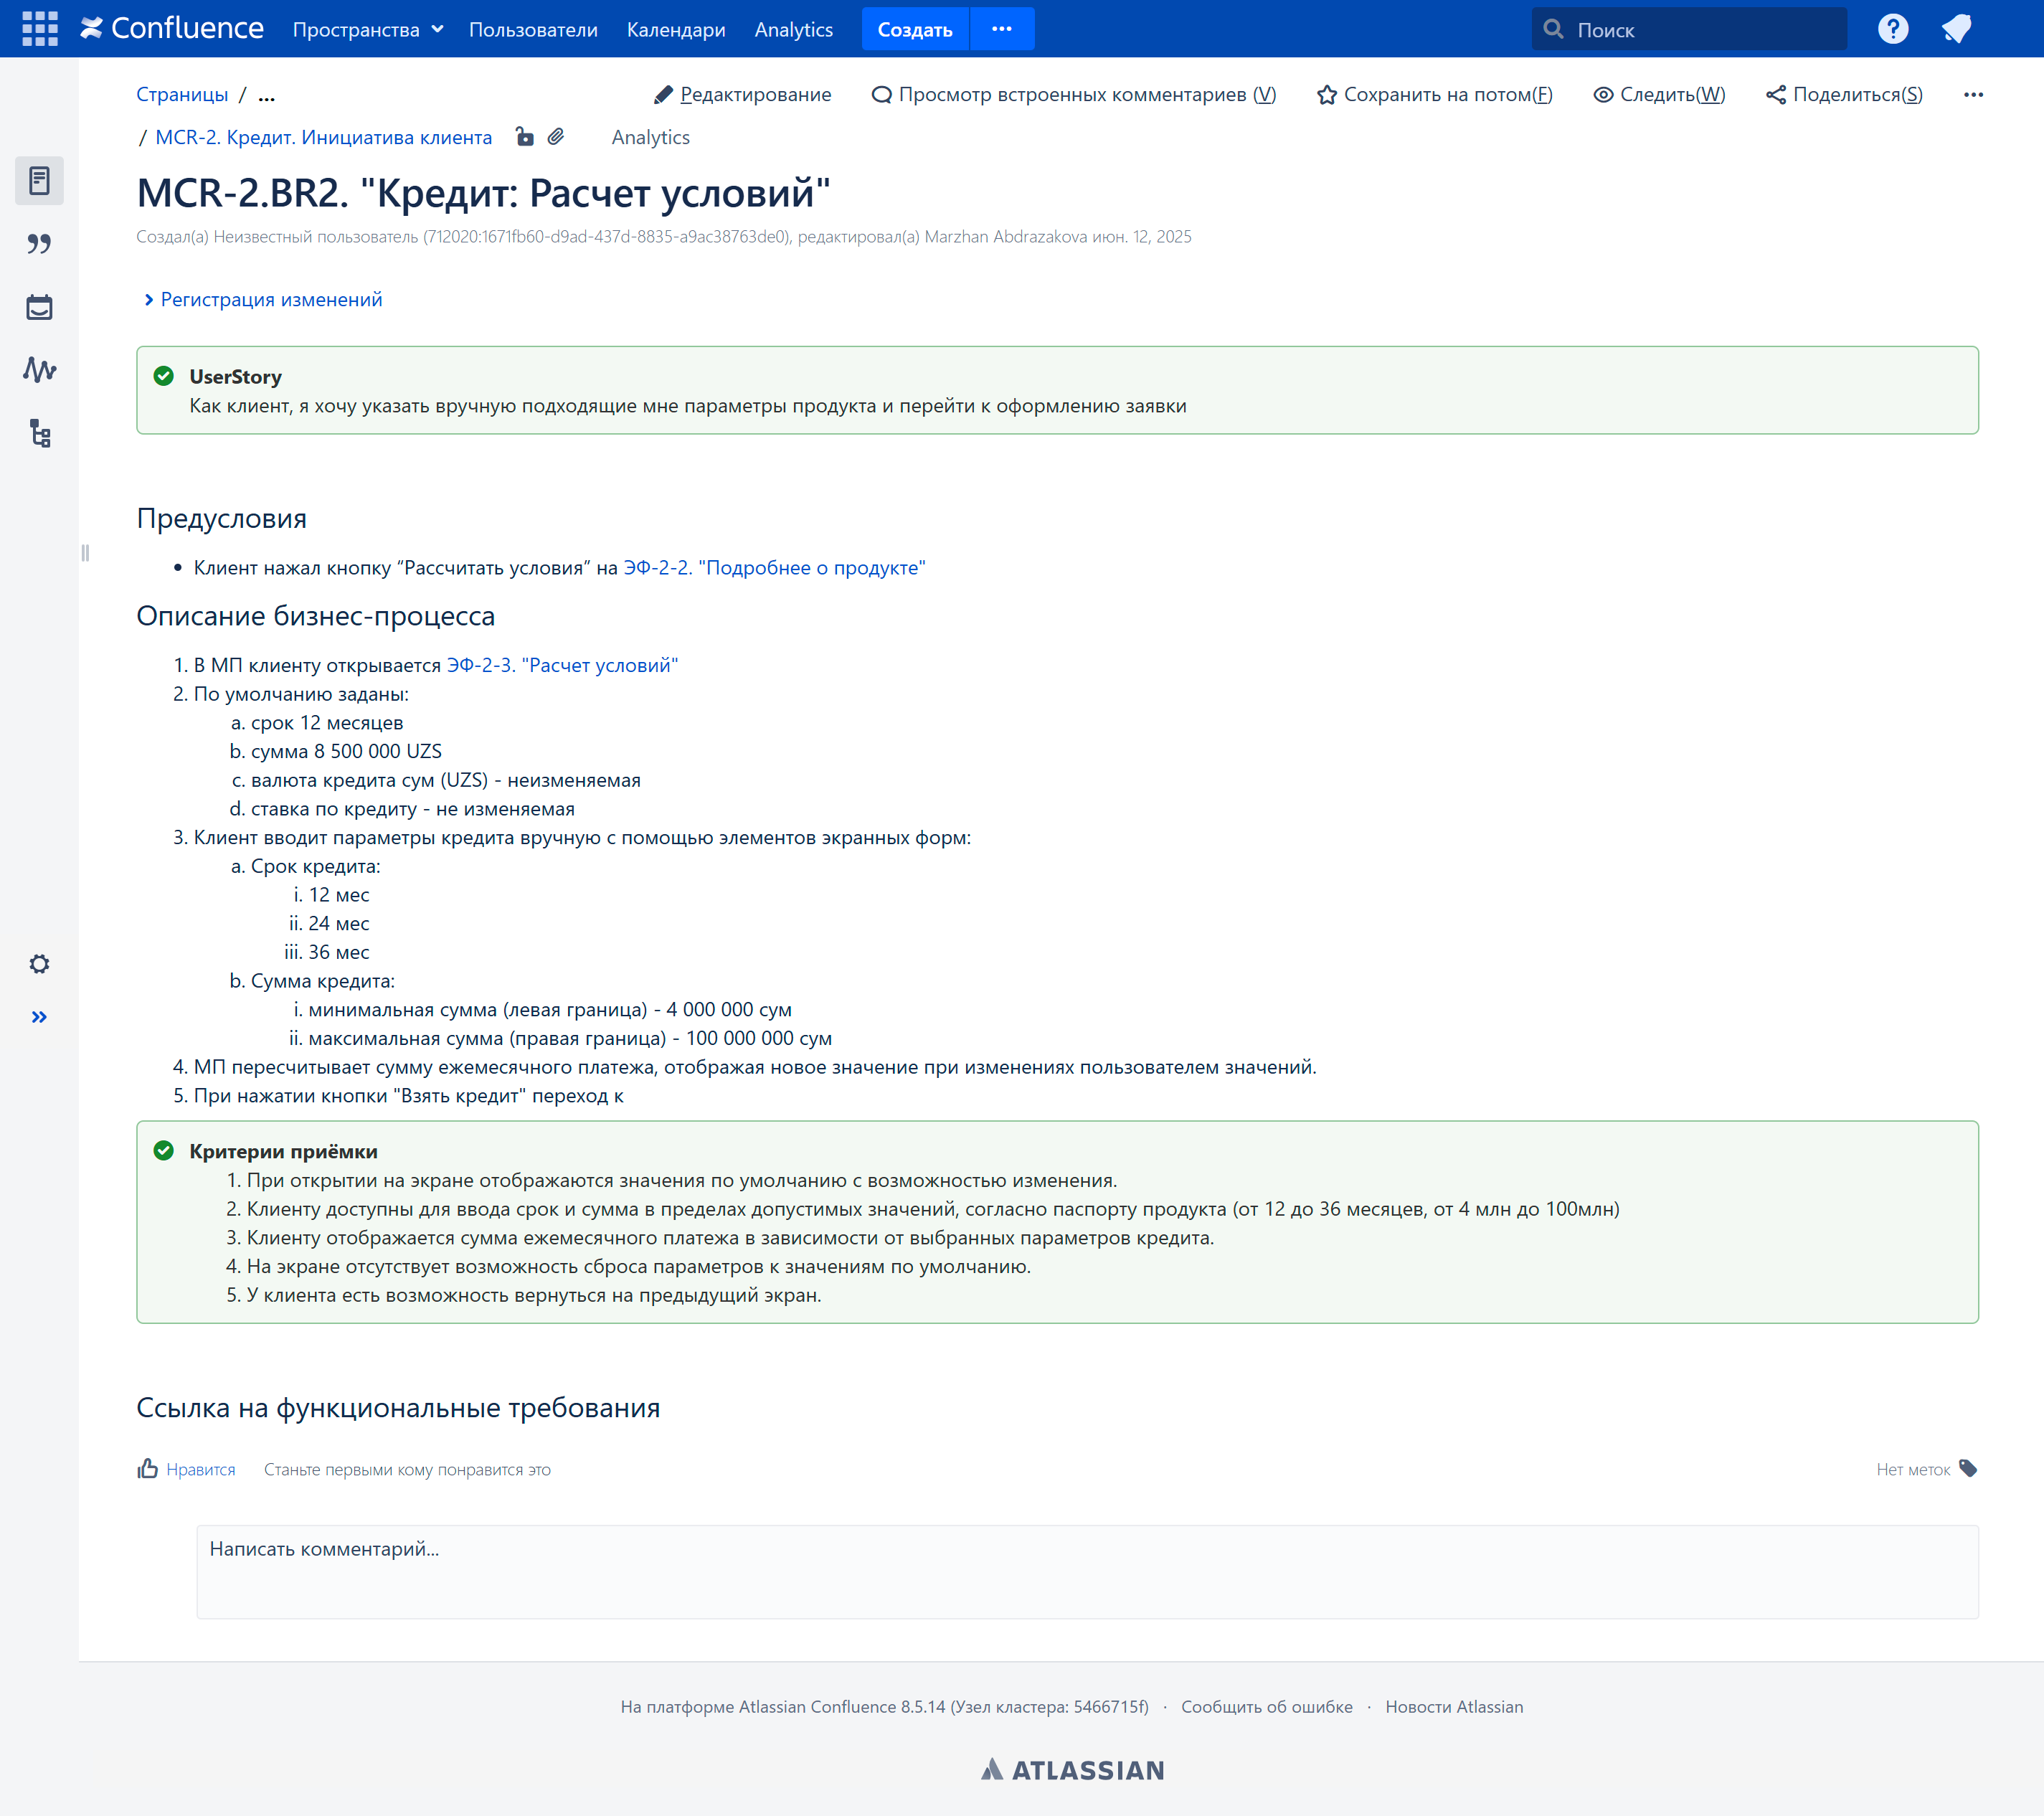 Confluence Пространства Пользователи Календари Analytics Создать ••• Поиск
Страницы / ... Редактирование Просмотр встроенных комментариев (V) Сохранить на потом(F) Следить(W) Поделиться(S) •••
/ MCR-2. Кредит. Инициатива клиента Analytics
MCR-2.BR2. "Кредит: Расчет условий"
Создал(а) Неизвестный пользователь (712020:1671fb60-d9ad-437d-8835-a9ac38763de0), редактировал(а) Marzhan Abdrazakova июн. 12, 2025
Регистрация изменений
UserStory
Как клиент, я хочу указать вручную подходящие мне параметры продукта и перейти к оформлению заявки
Предусловия
• Клиент нажал кнопку “Рассчитать условия” на ЭФ-2-2. "Подробнее о продукте"
Описание бизнес-процесса
1. В МП клиенту открывается ЭФ-2-3. "Расчет условий"
2. По умолчанию заданы:
a. срок 12 месяцев
b. сумма 8 500 000 UZS
c. валюта кредита сум (UZS) - неизменяемая
d. ставка по кредиту - не изменяемая
3. Клиент вводит параметры кредита вручную с помощью элементов экранных форм:
a. Срок кредита:
i. 12 мес
ii. 24 мес
iii. 36 мес
b. Сумма кредита:
i. минимальная сумма (левая граница) - 4 000 000 сум
ii. максимальная сумма (правая граница) - 100 000 000 сум
4. МП пересчитывает сумму ежемесячного платежа, отображая новое значение при изменениях пользователем значений.
5. При нажатии кнопки "Взять кредит" переход к
Критерии приёмки
1. При открытии на экране отображаются значения по умолчанию с возможностью изменения.
2. Клиенту доступны для ввода срок и сумма в пределах допустимых значений, согласно паспорту продукта (от 12 до 36 месяцев, от 4 млн до 100млн)
3. Клиенту отображается сумма ежемесячного платежа в зависимости от выбранных параметров кредита.
4. На экране отсутствует возможность сброса параметров к значениям по умолчанию.
5. У клиента есть возможность вернуться на предыдущий экран.
Ссылка на функциональные требования
Нравится Станьте первыми кому понравится это Нет меток
Написать комментарий...
На платформе Atlassian Confluence 8.5.14 (Узел кластера: 5466715f) · Сообщить об ошибке · Новости Atlassian
ATLASSIAN